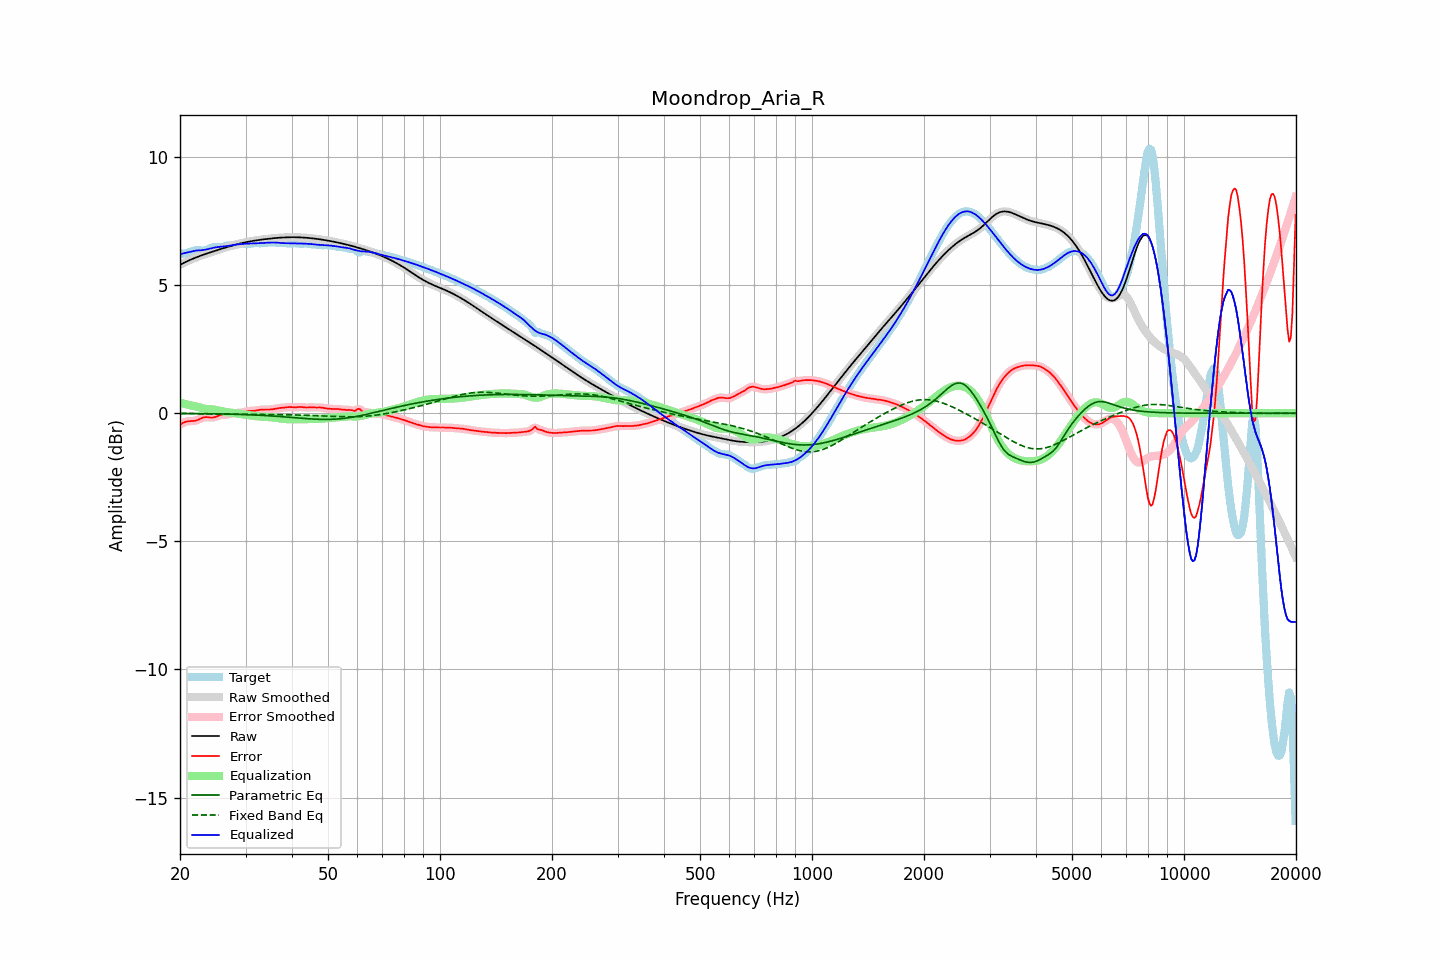 Moondrop_Aria_R
Amplitude (dBr)
10
5
0
−5
−10
−15
Target
Raw Smoothed
Error Smoothed
Raw
Error
Equalization
Parametric Eq
Fixed Band Eq
Equalized
20 50 100 200 500 1000 2000 5000 10000 20000
Frequency (Hz)